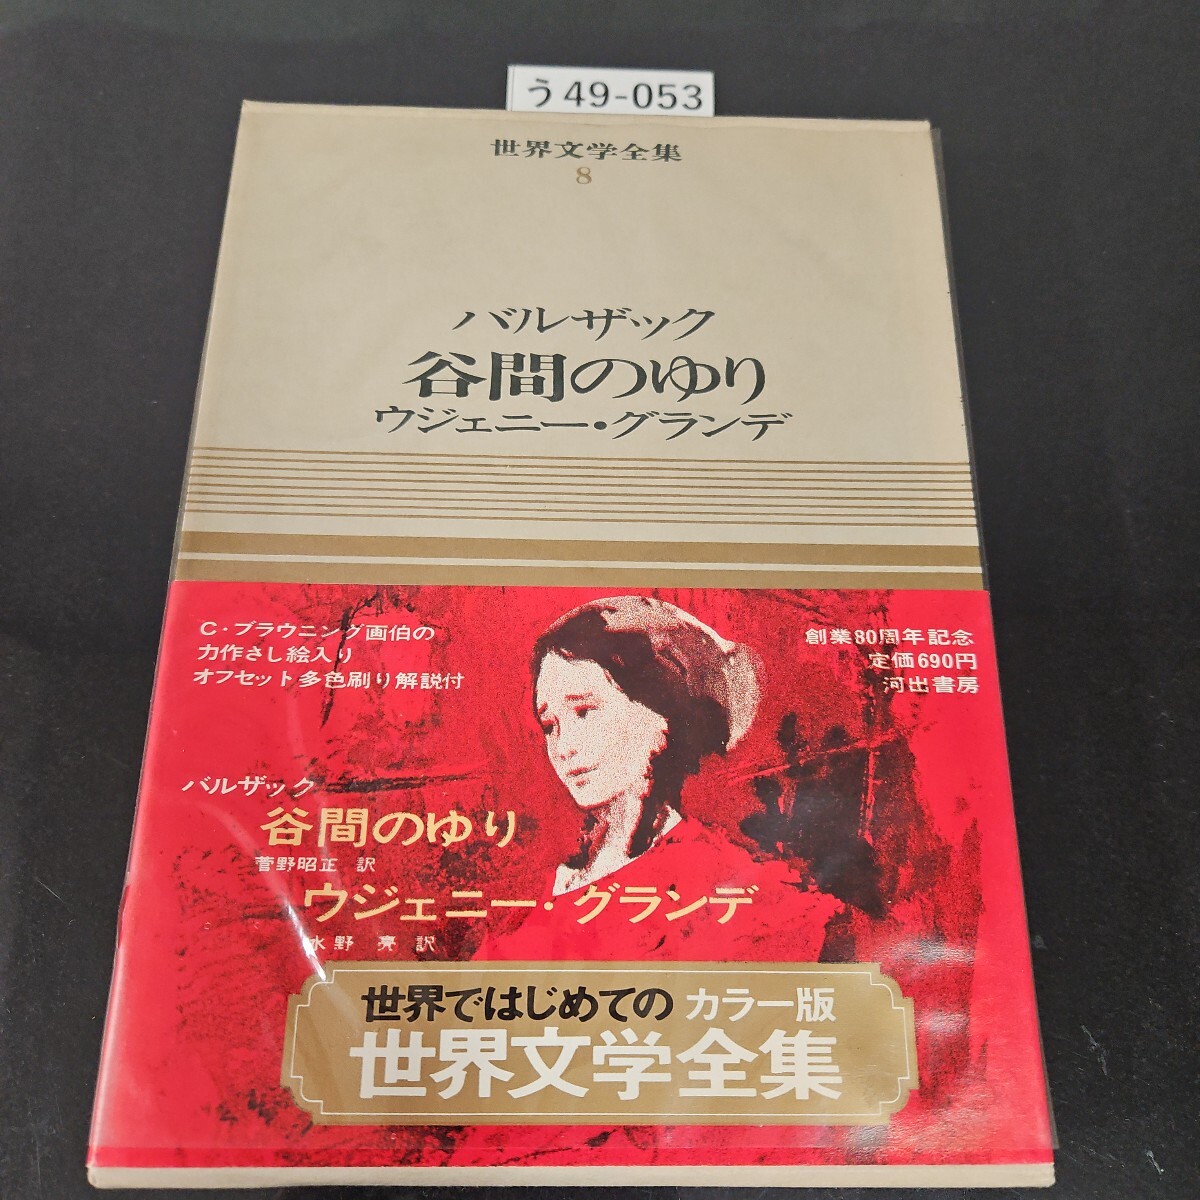 う49-053
世界文学全集
8
バルザック
谷間のゆり
ウジェニー・グランデ
C・ブラウニング画伯の
力作さし絵入り
オフセット多色刷り解説付
創業80周年記念
定価690円
河出書房
バルザック
谷間のゆり
菅野昭正 訳
ウジェニー・グランデ
水野 亮 訳
世界ではじめての カラー版
世界文学全集